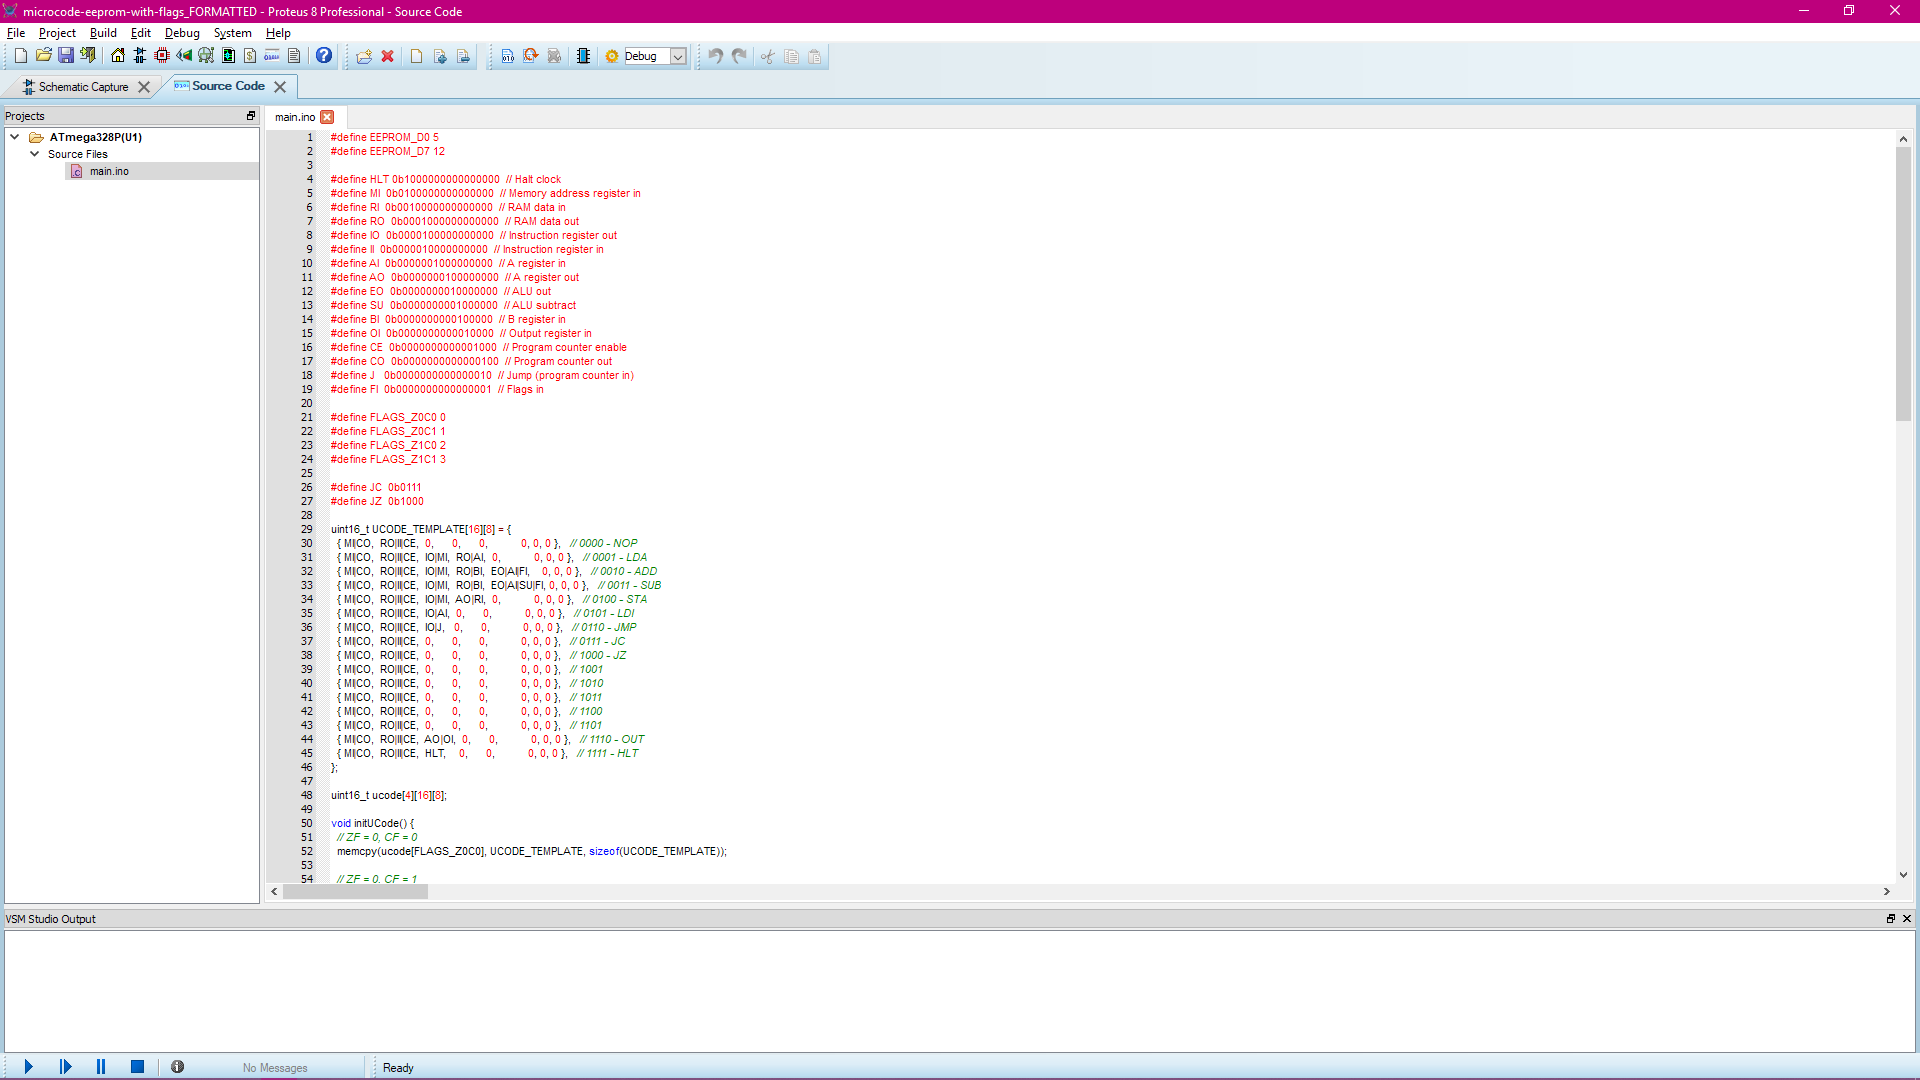 microcode-eeprom-with-flags_FORMATTED - Proteus 8 Professional - Source Code
File Project Build Edit Debug System Help
Debug
Schematic Capture Source Code
Projects
ATmega328P(U1)
Source Files
main.ino
main.ino
1 #define EEPROM_D0 5
2 #define EEPROM_D7 12
3
4 #define HLT 0b1000000000000000 // Halt clock
5 #define MI 0b0100000000000000 // Memory address register in
6 #define RI 0b0010000000000000 // RAM data in
7 #define RO 0b0001000000000000 // RAM data out
8 #define IO 0b0000100000000000 // Instruction register out
9 #define II 0b0000010000000000 // Instruction register in
10 #define AI 0b0000001000000000 // A register in
11 #define AO 0b0000000100000000 // A register out
12 #define EO 0b0000000010000000 // ALU out
13 #define SU 0b0000000001000000 // ALU subtract
14 #define BI 0b0000000000100000 // B register in
15 #define OI 0b0000000000010000 // Output register in
16 #define CE 0b0000000000001000 // Program counter enable
17 #define CO 0b0000000000000100 // Program counter out
18 #define J 0b0000000000000010 // Jump (program counter in)
19 #define FI 0b0000000000000001 // Flags in
20
21 #define FLAGS_Z0C0 0
22 #define FLAGS_Z0C1 1
23 #define FLAGS_Z1C0 2
24 #define FLAGS_Z1C1 3
25
26 #define JC 0b0111
27 #define JZ 0b1000
28
29 uint16_t UCODE_TEMPLATE[16][8] = {
30 { MI|CO, RO|II|CE, 0, 0, 0, 0, 0, 0 }, // 0000 - NOP
31 { MI|CO, RO|II|CE, IO|MI, RO|AI, 0, 0, 0, 0 }, // 0001 - LDA
32 { MI|CO, RO|II|CE, IO|MI, RO|BI, EO|AI|FI, 0, 0, 0 }, // 0010 - ADD
33 { MI|CO, RO|II|CE, IO|MI, RO|BI, EO|AI|SU|FI, 0, 0, 0 }, // 0011 - SUB
34 { MI|CO, RO|II|CE, IO|MI, AO|RI, 0, 0, 0, 0 }, // 0100 - STA
35 { MI|CO, RO|II|CE, IO|AI, 0, 0, 0, 0, 0 }, // 0101 - LDI
36 { MI|CO, RO|II|CE, IO|J, 0, 0, 0, 0, 0 }, // 0110 - JMP
37 { MI|CO, RO|II|CE, 0, 0, 0, 0, 0, 0 }, // 0111 - JC
38 { MI|CO, RO|II|CE, 0, 0, 0, 0, 0, 0 }, // 1000 - JZ
39 { MI|CO, RO|II|CE, 0, 0, 0, 0, 0, 0 }, // 1001
40 { MI|CO, RO|II|CE, 0, 0, 0, 0, 0, 0 }, // 1010
41 { MI|CO, RO|II|CE, 0, 0, 0, 0, 0, 0 }, // 1011
42 { MI|CO, RO|II|CE, 0, 0, 0, 0, 0, 0 }, // 1100
43 { MI|CO, RO|II|CE, 0, 0, 0, 0, 0, 0 }, // 1101
44 { MI|CO, RO|II|CE, AO|OI, 0, 0, 0, 0, 0 }, // 1110 - OUT
45 { MI|CO, RO|II|CE, HLT, 0, 0, 0, 0, 0 }, // 1111 - HLT
46 };
47
48 uint16_t ucode[4][16][8];
49
50 void initUCode() {
51 // ZF = 0, CF = 0
52 memcpy(ucode[FLAGS_Z0C0], UCODE_TEMPLATE, sizeof(UCODE_TEMPLATE));
53
54 // ZF = 0, CF = 1
VSM Studio Output
No Messages
Ready